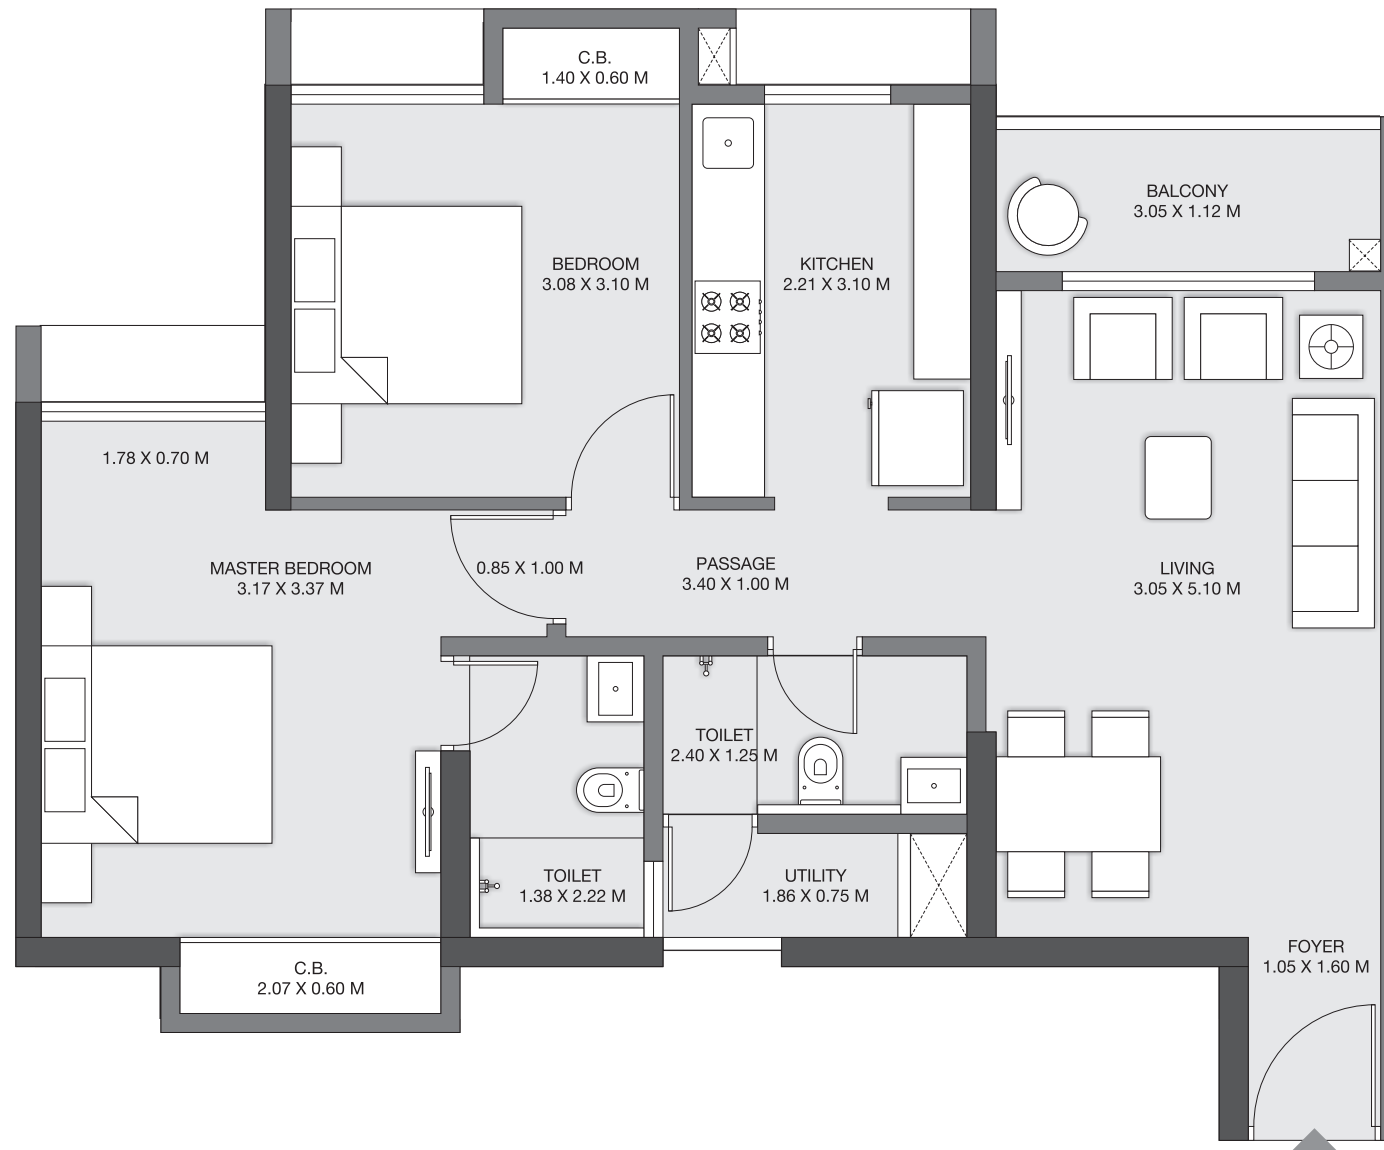 C.B.
1.40 X 0.60 M
BALCONY
3.05 X 1.12 M
BEDROOM
3.08 X 3.10 M
KITCHEN
2.21 X 3.10 M
1.78 X 0.70 M
MASTER BEDROOM
3.17 X 3.37 M
0.85 X 1.00 M
PASSAGE
3.40 X 1.00 M
LIVING
3.05 X 5.10 M
TOILET
2.40 X 1.25 M
TOILET
1.38 X 2.22 M
UTILITY
1.86 X 0.75 M
FOYER
1.05 X 1.60 M
C.B.
2.07 X 0.60 M